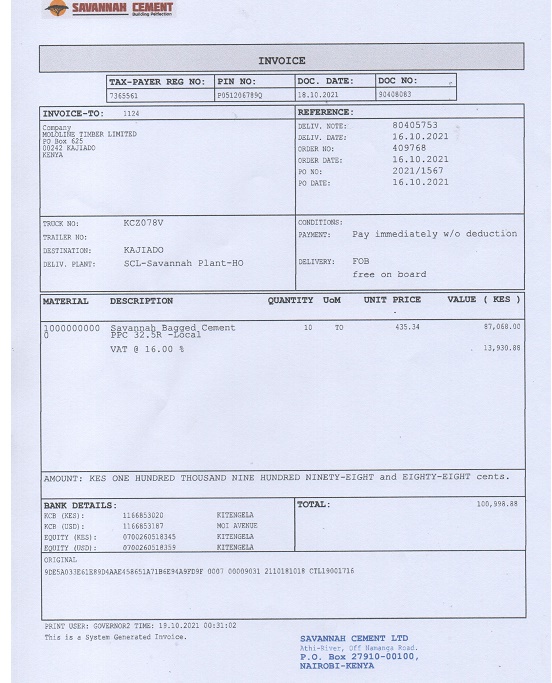 SAVANNAH CEMENT
Building Perfection
INVOICE
TAX-PAYER REG NO: PIN NO: DOC. DATE: DOC NO:
7365561 P051206789Q 18.10.2021 90408083
INVOICE-TO: 1124
Company
MOLOLINE TIMBER LIMITED
PO Box 625
00242 KAJIADO
KENYA
REFERENCE:
DELIV. NOTE: 80405753
DELIV. DATE: 16.10.2021
ORDER NO: 409768
ORDER DATE: 16.10.2021
PO NO: 2021/1567
PO DATE: 16.10.2021
TRUCK NO: KCZ078V
TRAILER NO:
DESTINATION: KAJIADO
DELIV. PLANT: SCL-Savannah Plant-HO
CONDITIONS:
PAYMENT: Pay immediately w/o deduction
DELIVERY: FOB
free on board
MATERIAL DESCRIPTION QUANTITY UoM UNIT PRICE VALUE ( KES )
1000000000 Savannah Bagged Cement 10 TO 435.34 87,068.00
0 PPC 32.5R -Local
VAT @ 16.00 % 13,930.88
AMOUNT: KES ONE HUNDRED THOUSAND NINE HUNDRED NINETY-EIGHT and EIGHTY-EIGHT cents.
BANK DETAILS:
KCB (KES): 1166853020 KITENGELA
KCB (USD): 1166853187 MOI AVENUE
EQUITY (KES): 0700260518345 KITENGELA
EQUITY (USD): 0700260518359 KITENGELA
TOTAL: 100,998.88
ORIGINAL
9DE5A033E61E89D4AAE458651A71B6E94A9FD9F 0007 00009031 2110181018 CTL19001716
PRINT USER: GOVERNOR2 TIME: 19.10.2021 00:31:02
This is a System Generated Invoice.
SAVANNAH CEMENT LTD
Athi-River, Off Namanga Road.
P.O. Box 27910-00100,
NAIROBI-KENYA